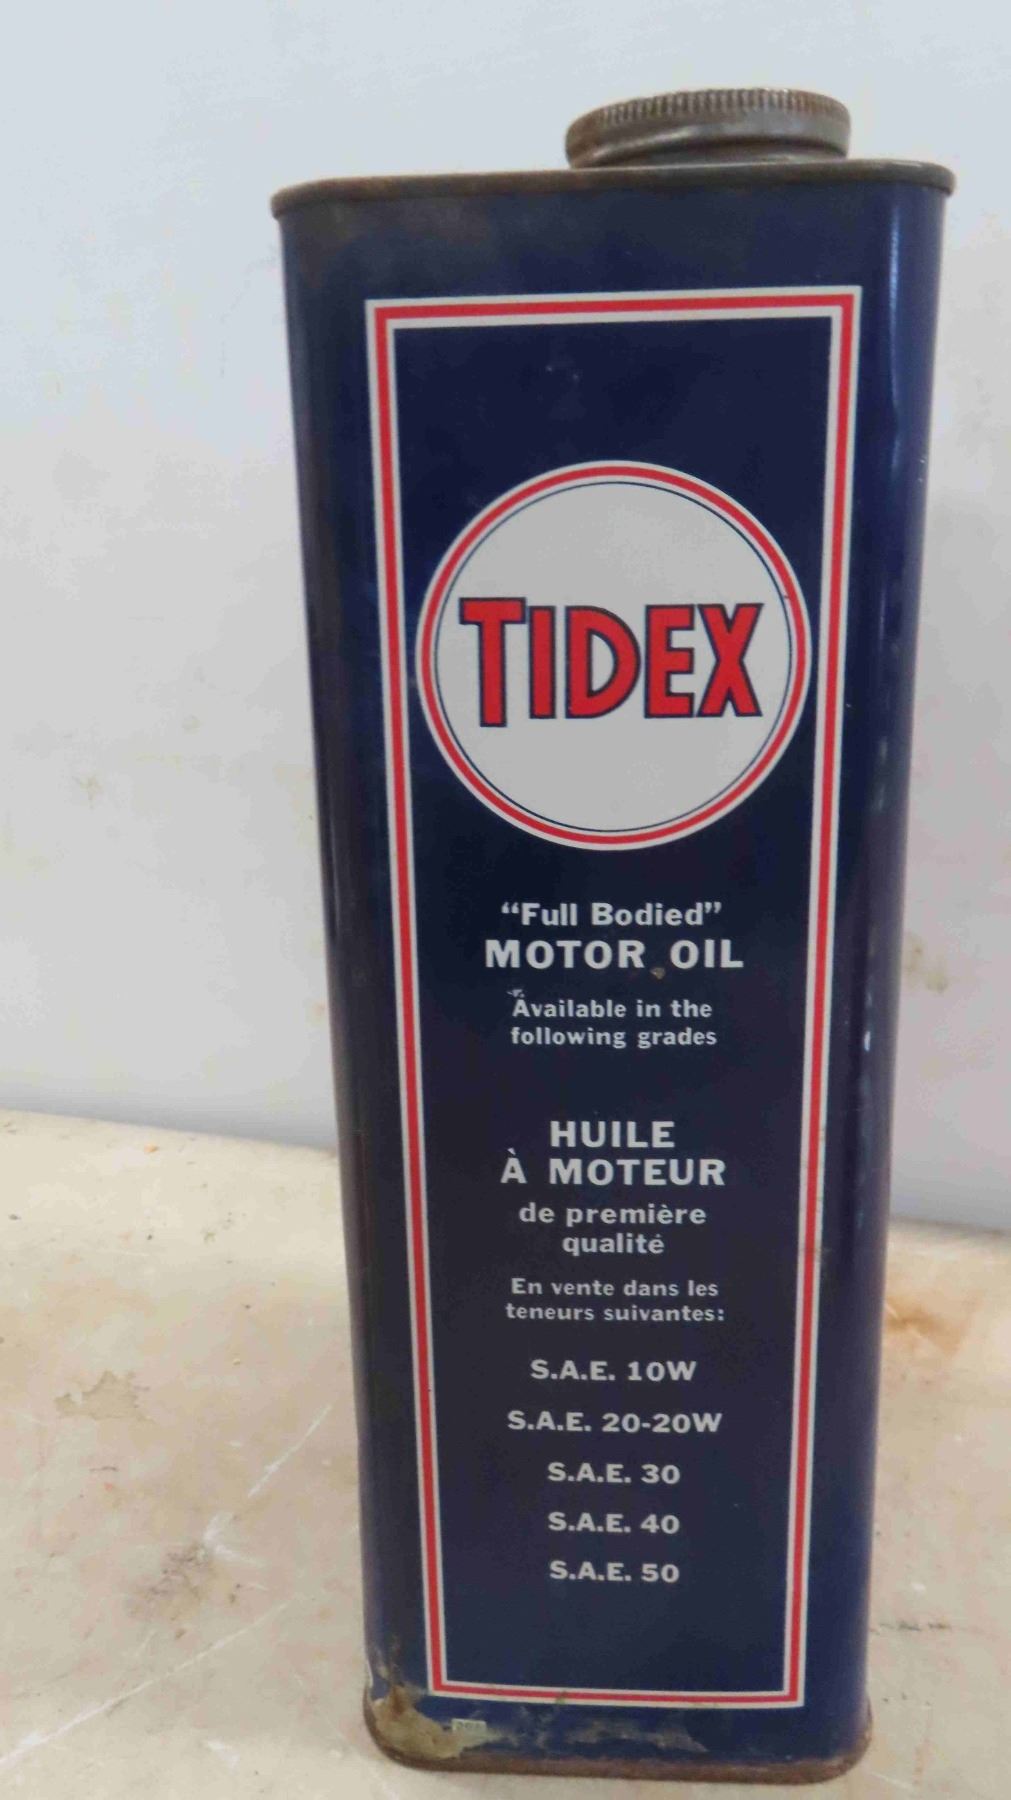 TIDEX
"Full Bodied"
MOTOR OIL
Available in the
following grades
HUILE
À MOTEUR
de première
qualité
En vente dans les
teneurs suivantes:
S.A.E. 10W
S.A.E. 20-20W
S.A.E. 30
S.A.E. 40
S.A.E. 50